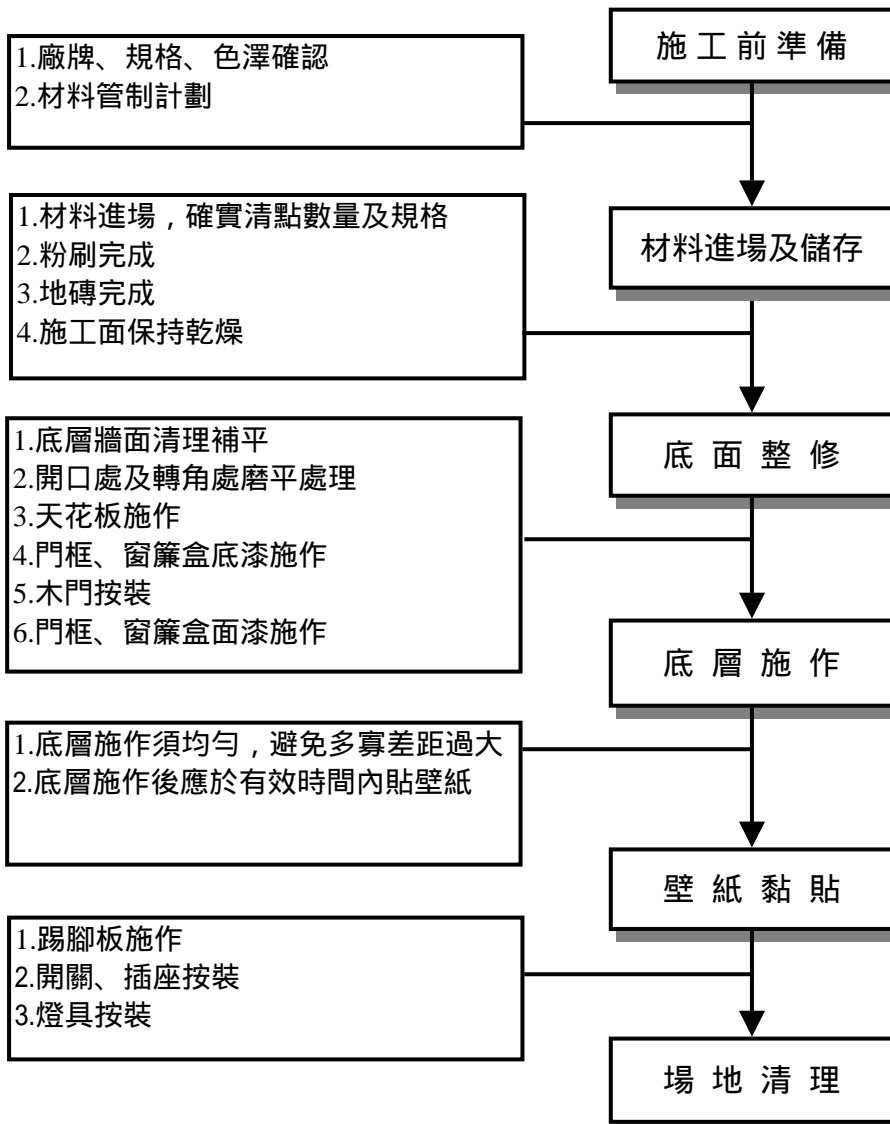 施工前準備
1.廠牌、規格、色澤確認
2.材料管制計劃
材料進場及儲存
1.材料進場，確實清點數量及規格
2.粉刷完成
3.地磚完成
4.施工面保持乾燥
底面整修
1.底層牆面清理補平
2.開口處及轉角處磨平處理
3.天花板施作
4.門框、窗簾盒底漆施作
5.木門按裝
6.門框、窗簾盒面漆施作
底層施作
1.底層施作須均勻，避免多寡差距過大
2.底層施作後應於有效時間內貼壁紙
壁紙黏貼
1.踢腳板施作
2.開關、插座按裝
3.燈具按裝
場地清理